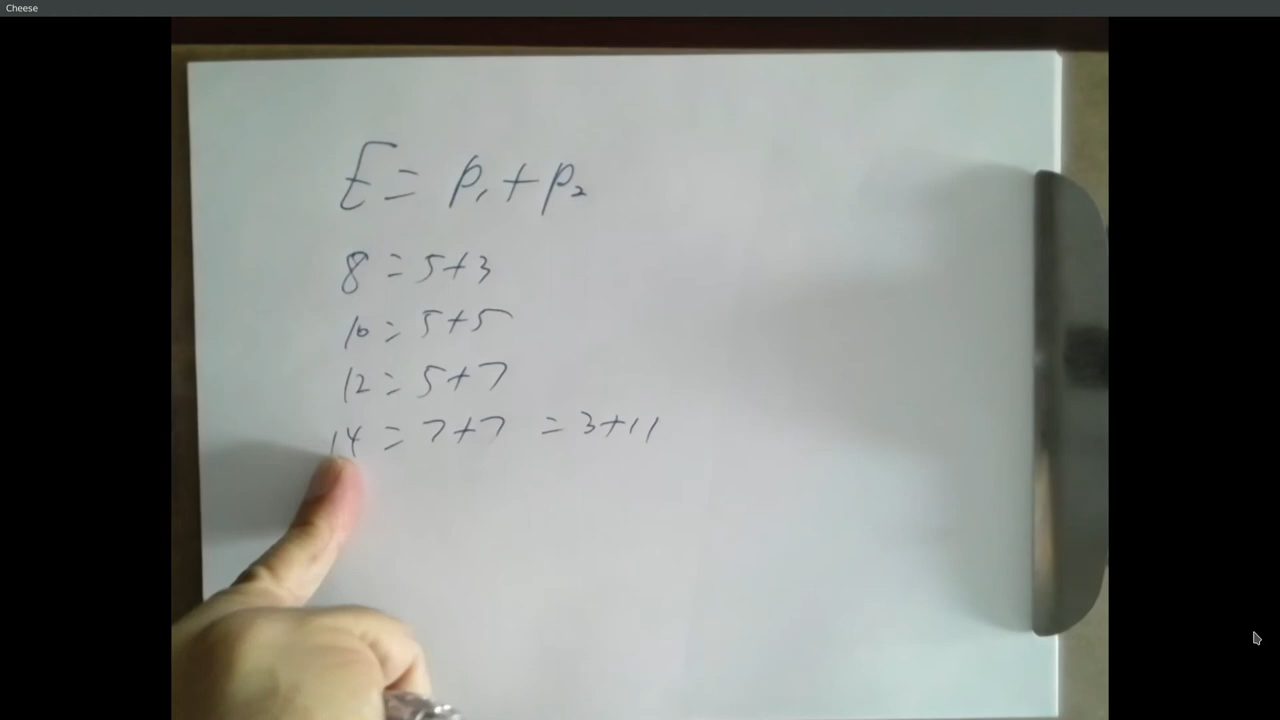 Cheese
E = p₁ + p₂
8 = 5+3
10 = 5+5
12 = 5+7
14 = 7+7 = 3+11